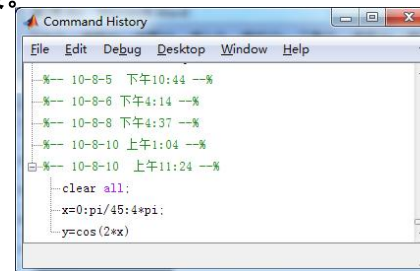 Command History
File Edit Debug Desktop Window Help
%-- 10-8-5 下午10:44 --%
%-- 10-8-6 下午4:14 --%
%-- 10-8-8 下午4:37 --%
%-- 10-8-10 上午1:04 --%
%-- 10-8-10 上午11:24 --%
clear all;
x=0:pi/45:4*pi;
y=cos(2*x)